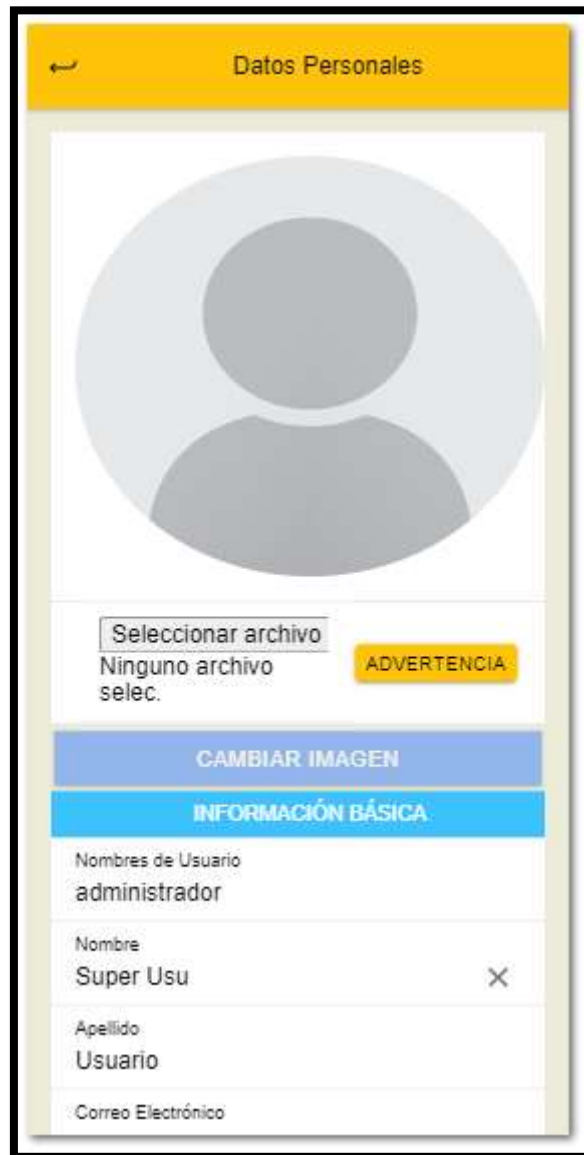 Datos Personales
Seleccionar archivo
Ninguno archivo
selec.
ADVERTENCIA
CAMBIAR IMAGEN
INFORMACIÓN BÁSICA
Nombres de Usuario
administrador
Nombre
Super Usu
Apellido
Usuario
Correo Electrónico